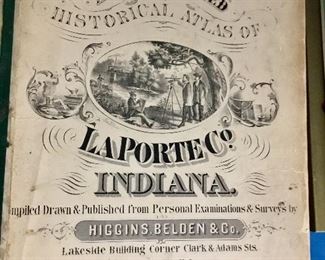 HISTORICAL ATLAS OF
LAPORTE CO.
INDIANA.
mpiled Drawn & Published from Personal Examinations & Surveys by
HIGGINS, BELDEN & Co.
Lakeside Building Corner Clark & Adams Sts.